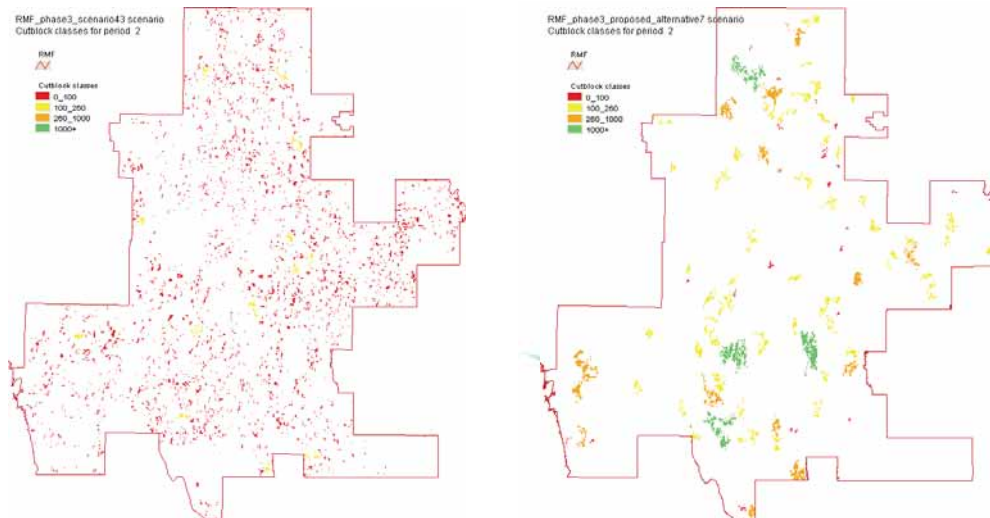 RMF_phase3_scenario43 scenario
Cutblock classes for period 2
RMF
Cutblock classes
0_100
100_250
250_1000
1000+
RMF_phase3_proposed_alternative7 scenario
Cutblock classes for period 2
RMF
Cutblock classes
0_100
100_250
250_1000
1000+